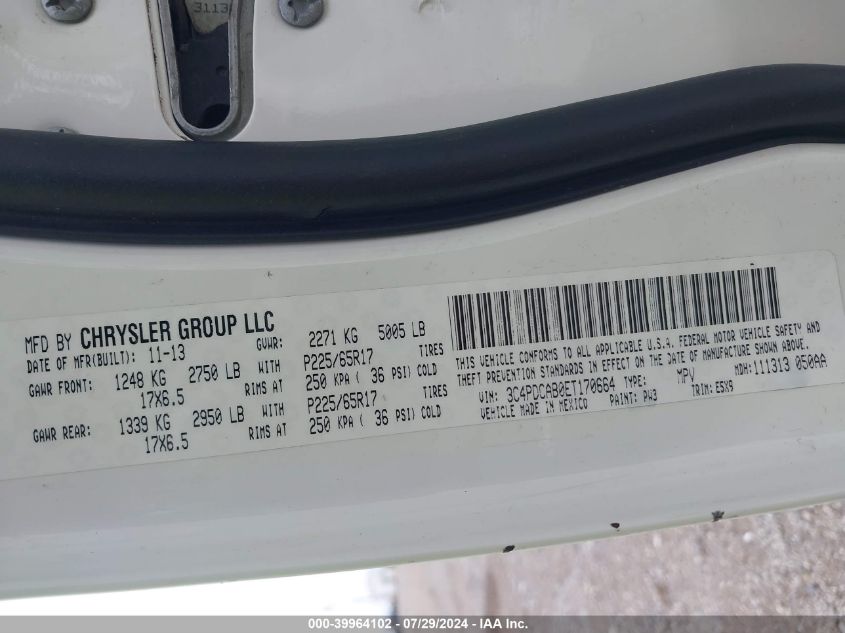 3113
MFD BY CHRYSLER GROUP LLC
DATE OF MFR(BUILT): 11-13 GVWR: 2271 KG 5005 LB
GAWR FRONT: 1248 KG 2750 LB WITH P225/65R17 TIRES
17X6.5 RIMS AT 250 KPA ( 36 PSI) COLD
GAWR REAR: 1339 KG 2950 LB WITH P225/65R17 TIRES
17X6.5 RIMS AT 250 KPA ( 36 PSI) COLD
THIS VEHICLE CONFORMS TO ALL APPLICABLE U.S.A. FEDERAL MOTOR VEHICLE SAFETY AND
THEFT PREVENTION STANDARDS IN EFFECT ON THE DATE OF MANUFACTURE SHOWN ABOVE.
VIN: 3C4PDCAB0ET170664 TYPE: MPV MDH: 111313 050AA
VEHICLE MADE IN MEXICO PAINT: PW3 TRIM: E5X9
000-39964102 / 07/29/2024 - IAA Inc.